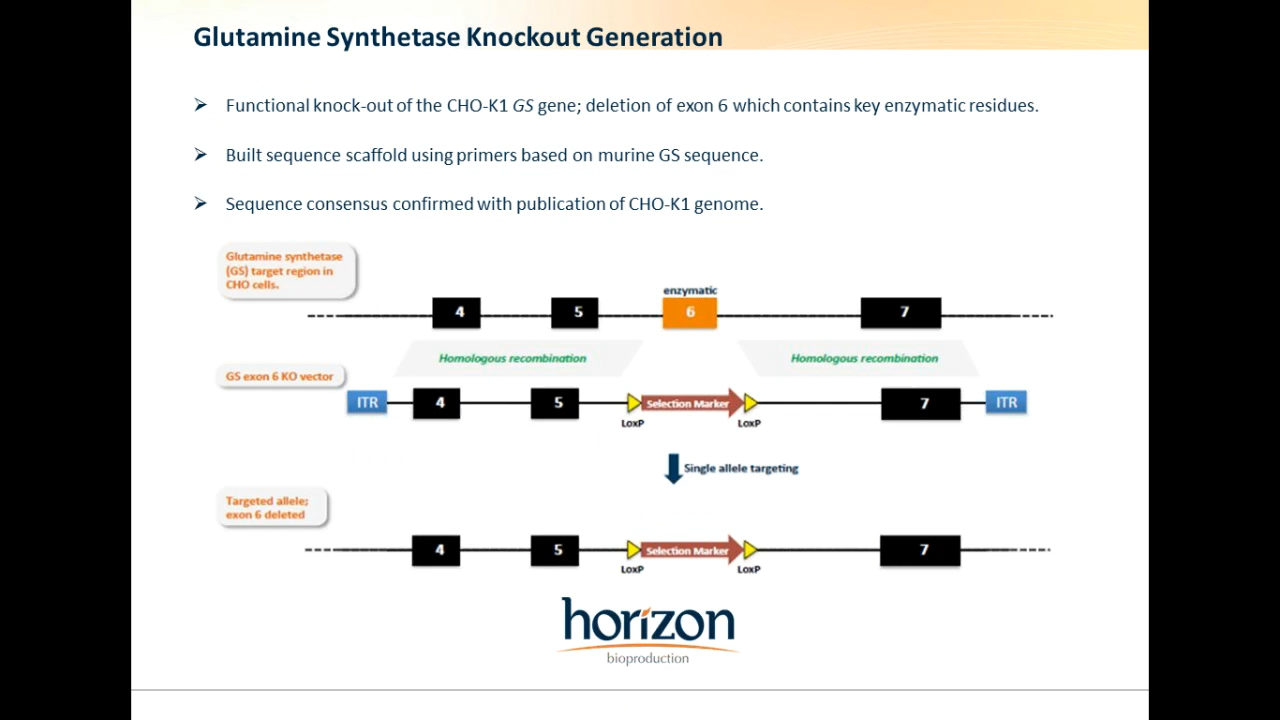 Glutamine Synthetase Knockout Generation
Functional knock-out of the CHO-K1 GS gene; deletion of exon 6 which contains key enzymatic residues.
Built sequence scaffold using primers based on murine GS sequence.
Sequence consensus confirmed with publication of CHO-K1 genome.
Glutamine synthetase
(GS) target region in
CHO cells.
enzymatic
4 5 6 7
Homologous recombination Homologous recombination
GS exon 6 KO vector
ITR 4 5 Selection Marker 7 ITR
LoxP LoxP
Single allele targeting
Targeted allele;
exon 6 deleted
4 5 Selection Marker 7
LoxP LoxP
horizon
bioproduction